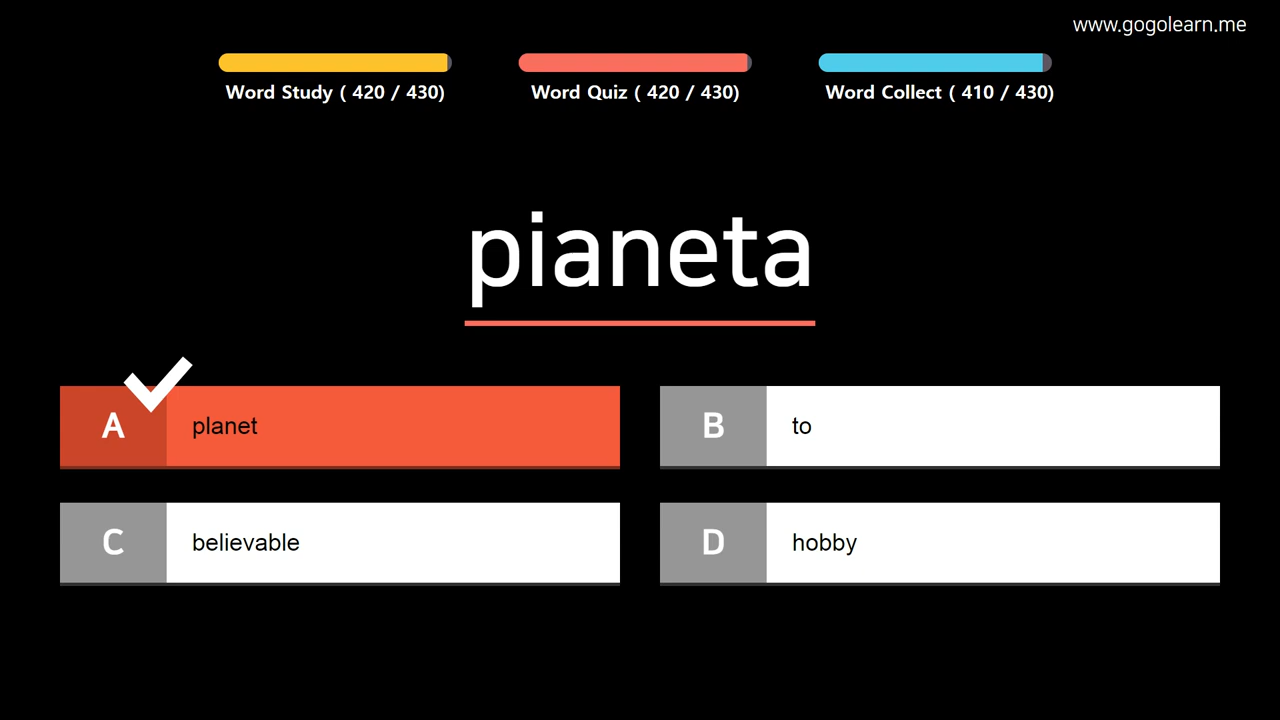 www.gogolearn.me
Word Study ( 420 / 430)
Word Quiz ( 420 / 430)
Word Collect ( 410 / 430)
pianeta
A planet
B to
C believable
D hobby